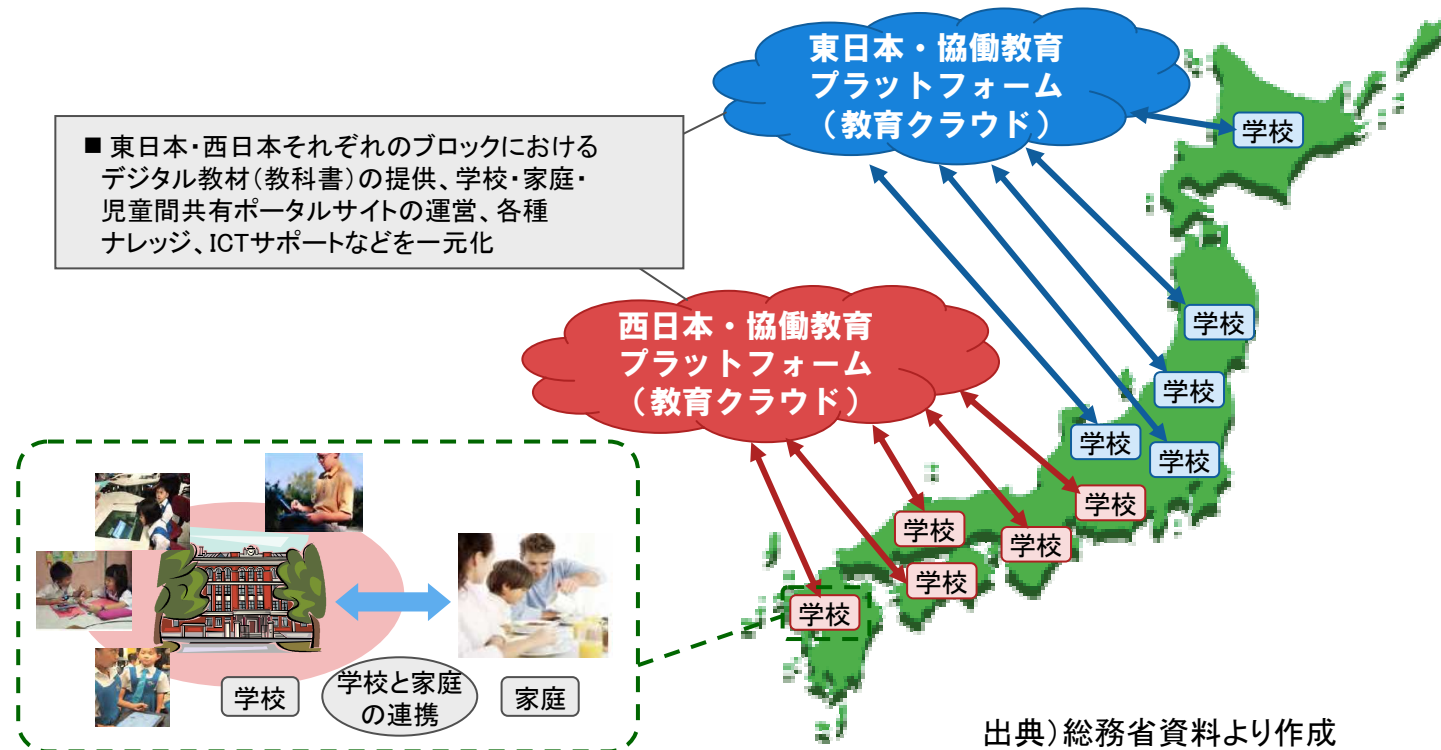 東日本・協働教育
プラットフォーム
（教育クラウド）
学校
■ 東日本・西日本それぞれのブロックにおける
デジタル教材（教科書）の提供、学校・家庭・
児童間共有ポータルサイトの運営、各種
ナレッジ、ICTサポートなどを一元化
西日本・協働教育
プラットフォーム
（教育クラウド）
学校
学校
学校
学校
学校
学校
学校
学校
学校
学校
学校と家庭
の連携
家庭
出典）総務省資料より作成